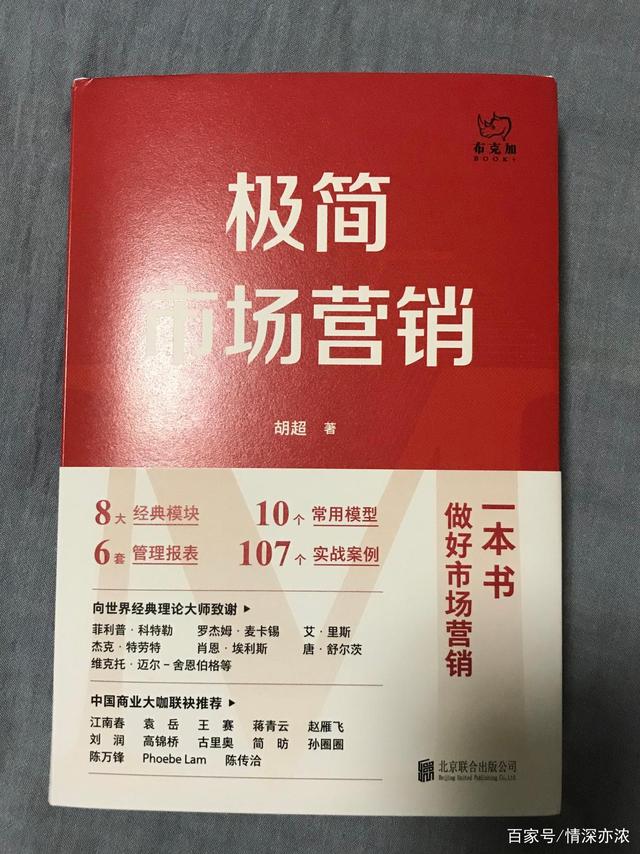 布克加
BOOK+
极简
市场营销
胡超 著
8大 经典模块 10个 常用模型
6套 管理报表 107个 实战案例
一本书
做好市场营销
向世界经典理论大师致谢▶
菲利普·科特勒 罗杰姆·麦卡锡 艾·里斯
杰克·特劳特 肖恩·埃利斯 唐·舒尔茨
维克托·迈尔-舍恩伯格等
中国商业大咖联袂推荐▶
江南春 袁岳 王赛 蒋青云 赵雁飞
刘润 高锦桥 古里奥 简昉 孙圈圈
陈万锋 Phoebe Lam 陈传洽
北京联合出版公司
Beijing United Publishing Co.,Ltd.
百家号/情深亦浓